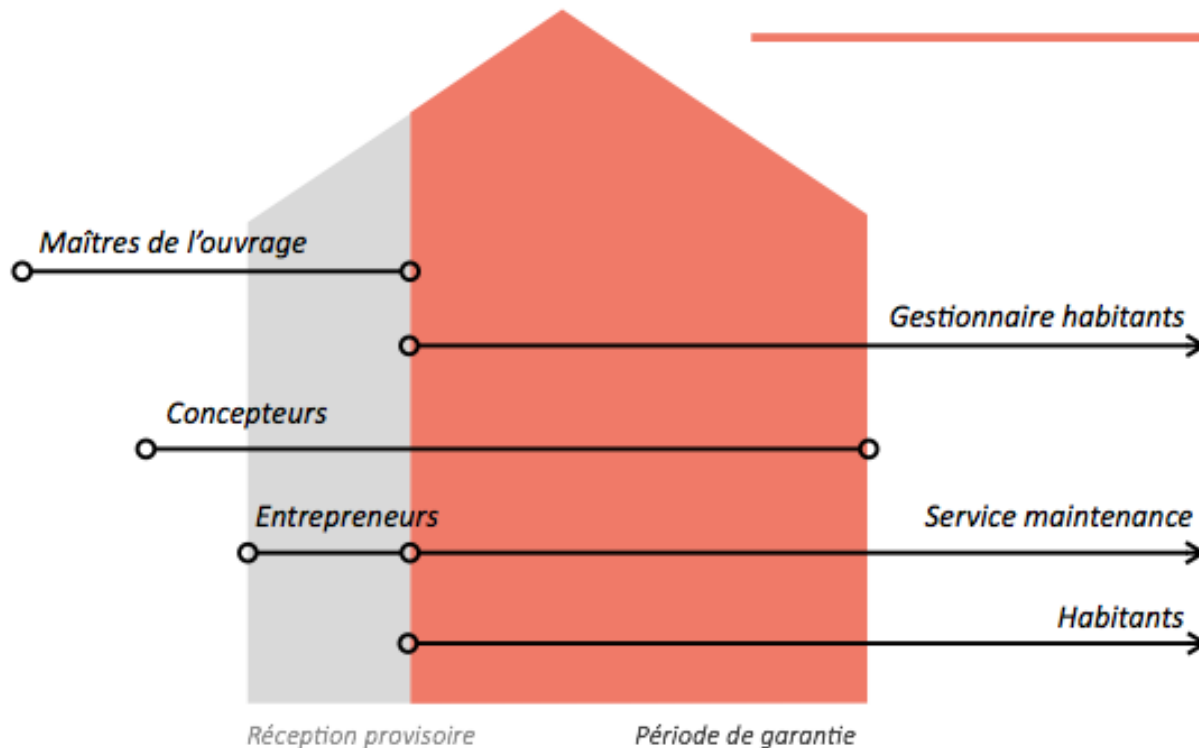 Maîtres de l'ouvrage
Gestionnaire habitants
Concepteurs
Entrepreneurs
Service maintenance
Habitants
Réception provisoire
Période de garantie